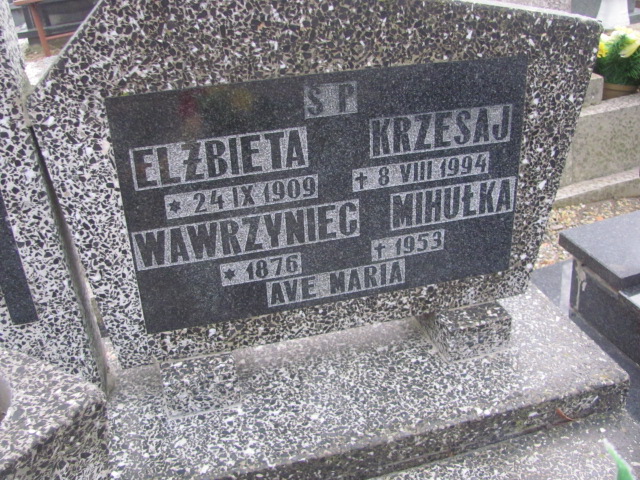 S P
ELŻBIETA KRZESAJ
* 24 IX 1909 + 8 VIII 1994
WAWRZYNIEC MIHUŁKA
* 1876 + 1953
AVE MARIA